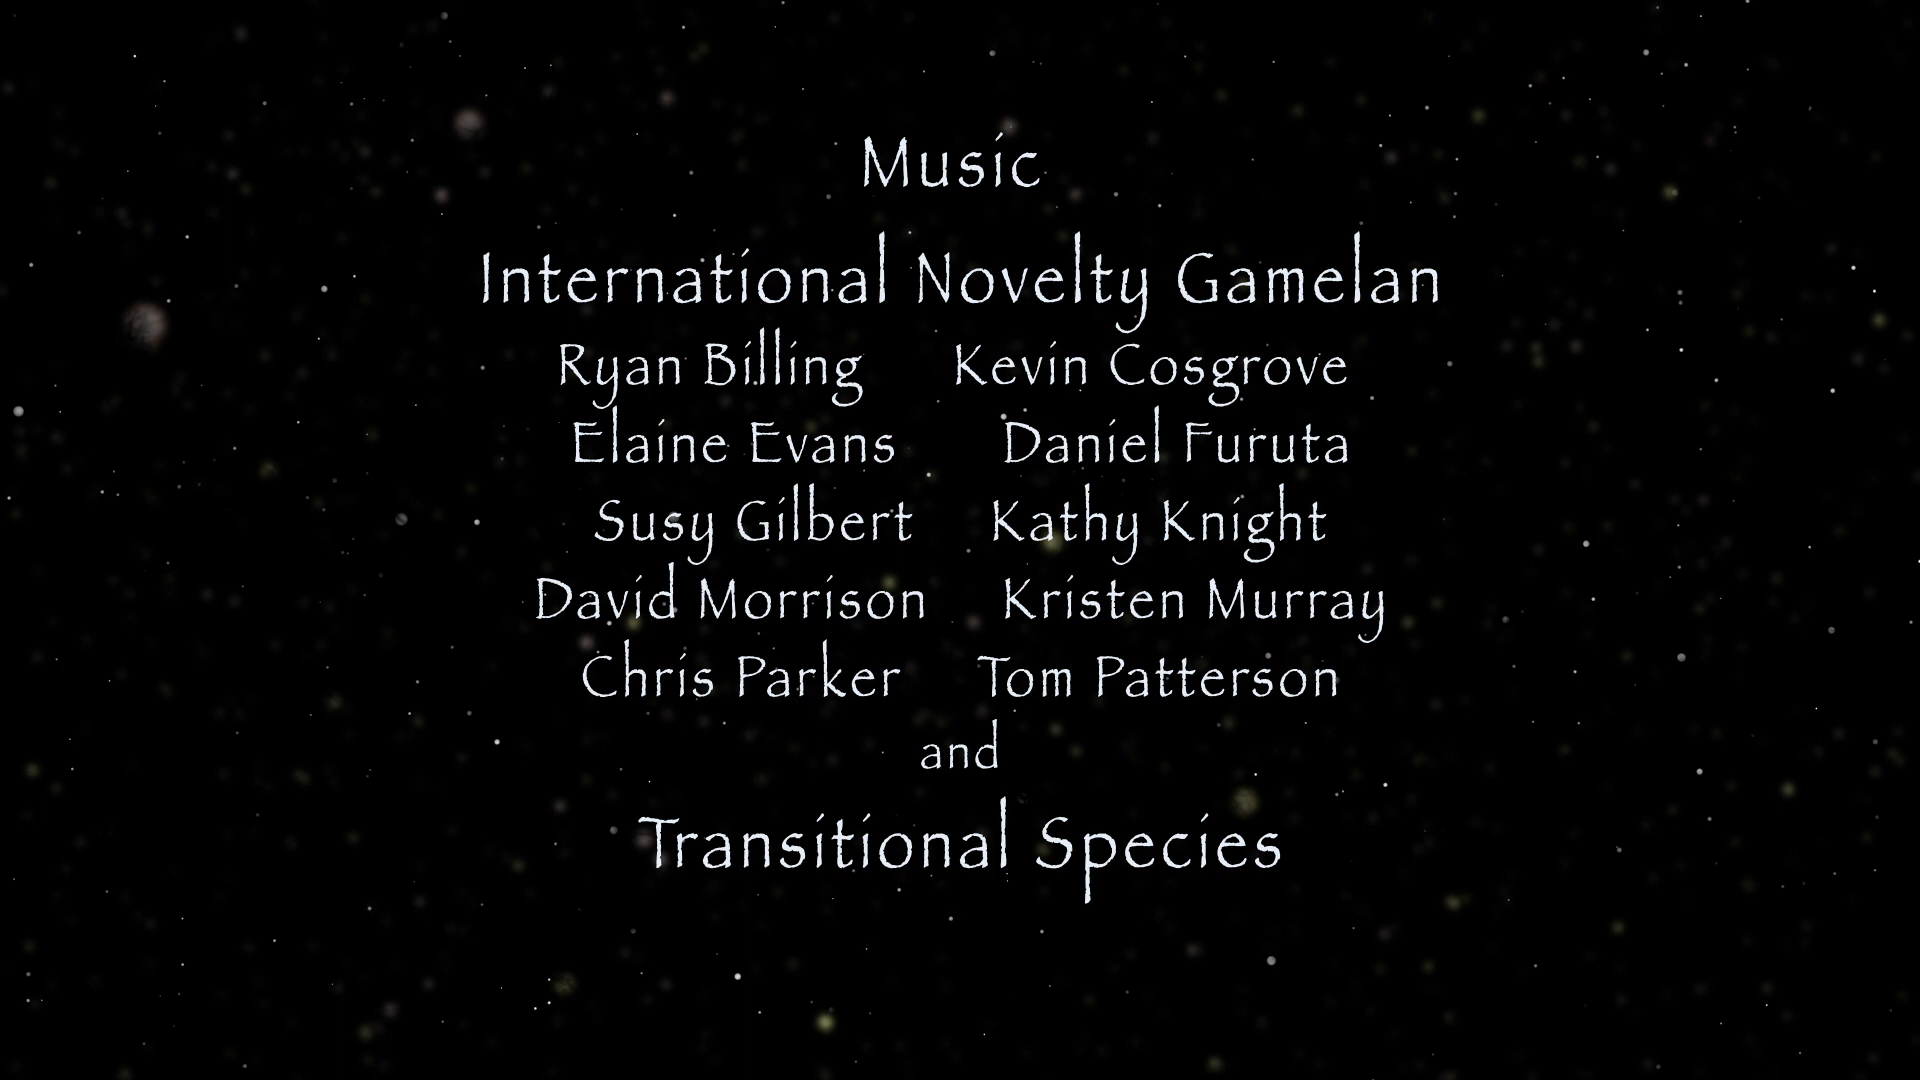 Music
International Novelty Gamelan
Ryan Billing Kevin Cosgrove
Elaine Evans Daniel Furuta
Susy Gilbert Kathy Knight
David Morrison Kristen Murray
Chris Parker Tom Patterson
and
Transitional Species